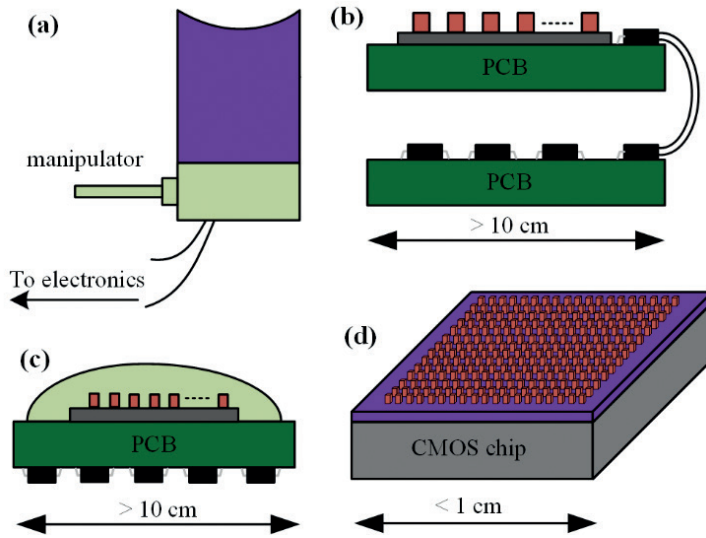 (a)
manipulator
To electronics
(b)
PCB
PCB
> 10 cm
(c)
PCB
> 10 cm
(d)
CMOS chip
< 1 cm